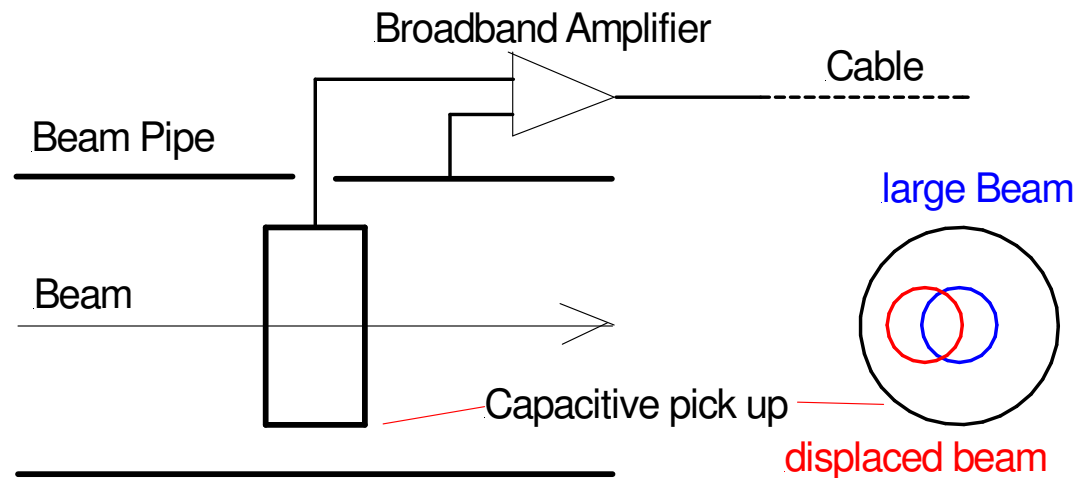 Broadband Amplifier
Cable
Beam Pipe
large Beam
Beam
Capacitive pick up
displaced beam